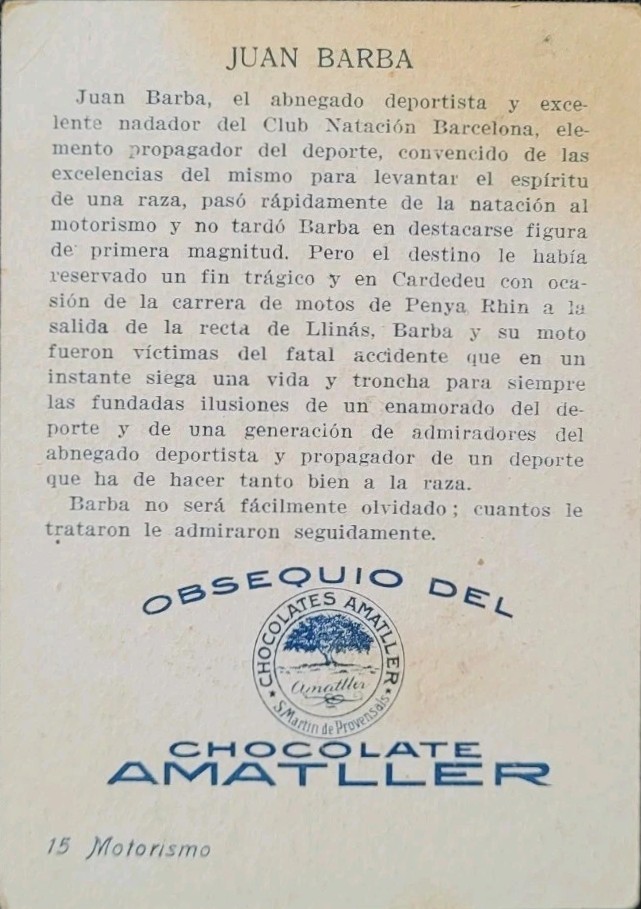 JUAN BARBA
Juan Barba, el abnegado deportista y exce-
lente nadador del Club Natación Barcelona, ele-
mento propagador del deporte, convencido de las
excelencias del mismo para levantar el espíritu
de una raza, pasó rápidamente de la natación al
motorismo y no tardó Barba en destacarse figura
de primera magnitud. Pero el destino le había
reservado un fin trágico y en Cardedeu con oca-
sión de la carrera de motos de Penya Rhin a la
salida de la recta de Llinás, Barba y su moto
fueron víctimas del fatal accidente que en un
instante siega una vida y troncha para siempre
las fundadas ilusiones de un enamorado del de-
porte y de una generación de admiradores del
abnegado deportista y propagador de un deporte
que ha de hacer tanto bien a la raza.
Barba no será fácilmente olvidado; cuantos le
trataron le admiraron seguidamente.
OBSEQUIO DEL
CHOCOLATES AMATLLER
Amatller
S. Martin de Provensals
CHOCOLATE
AMATLLER
15 Motorismo